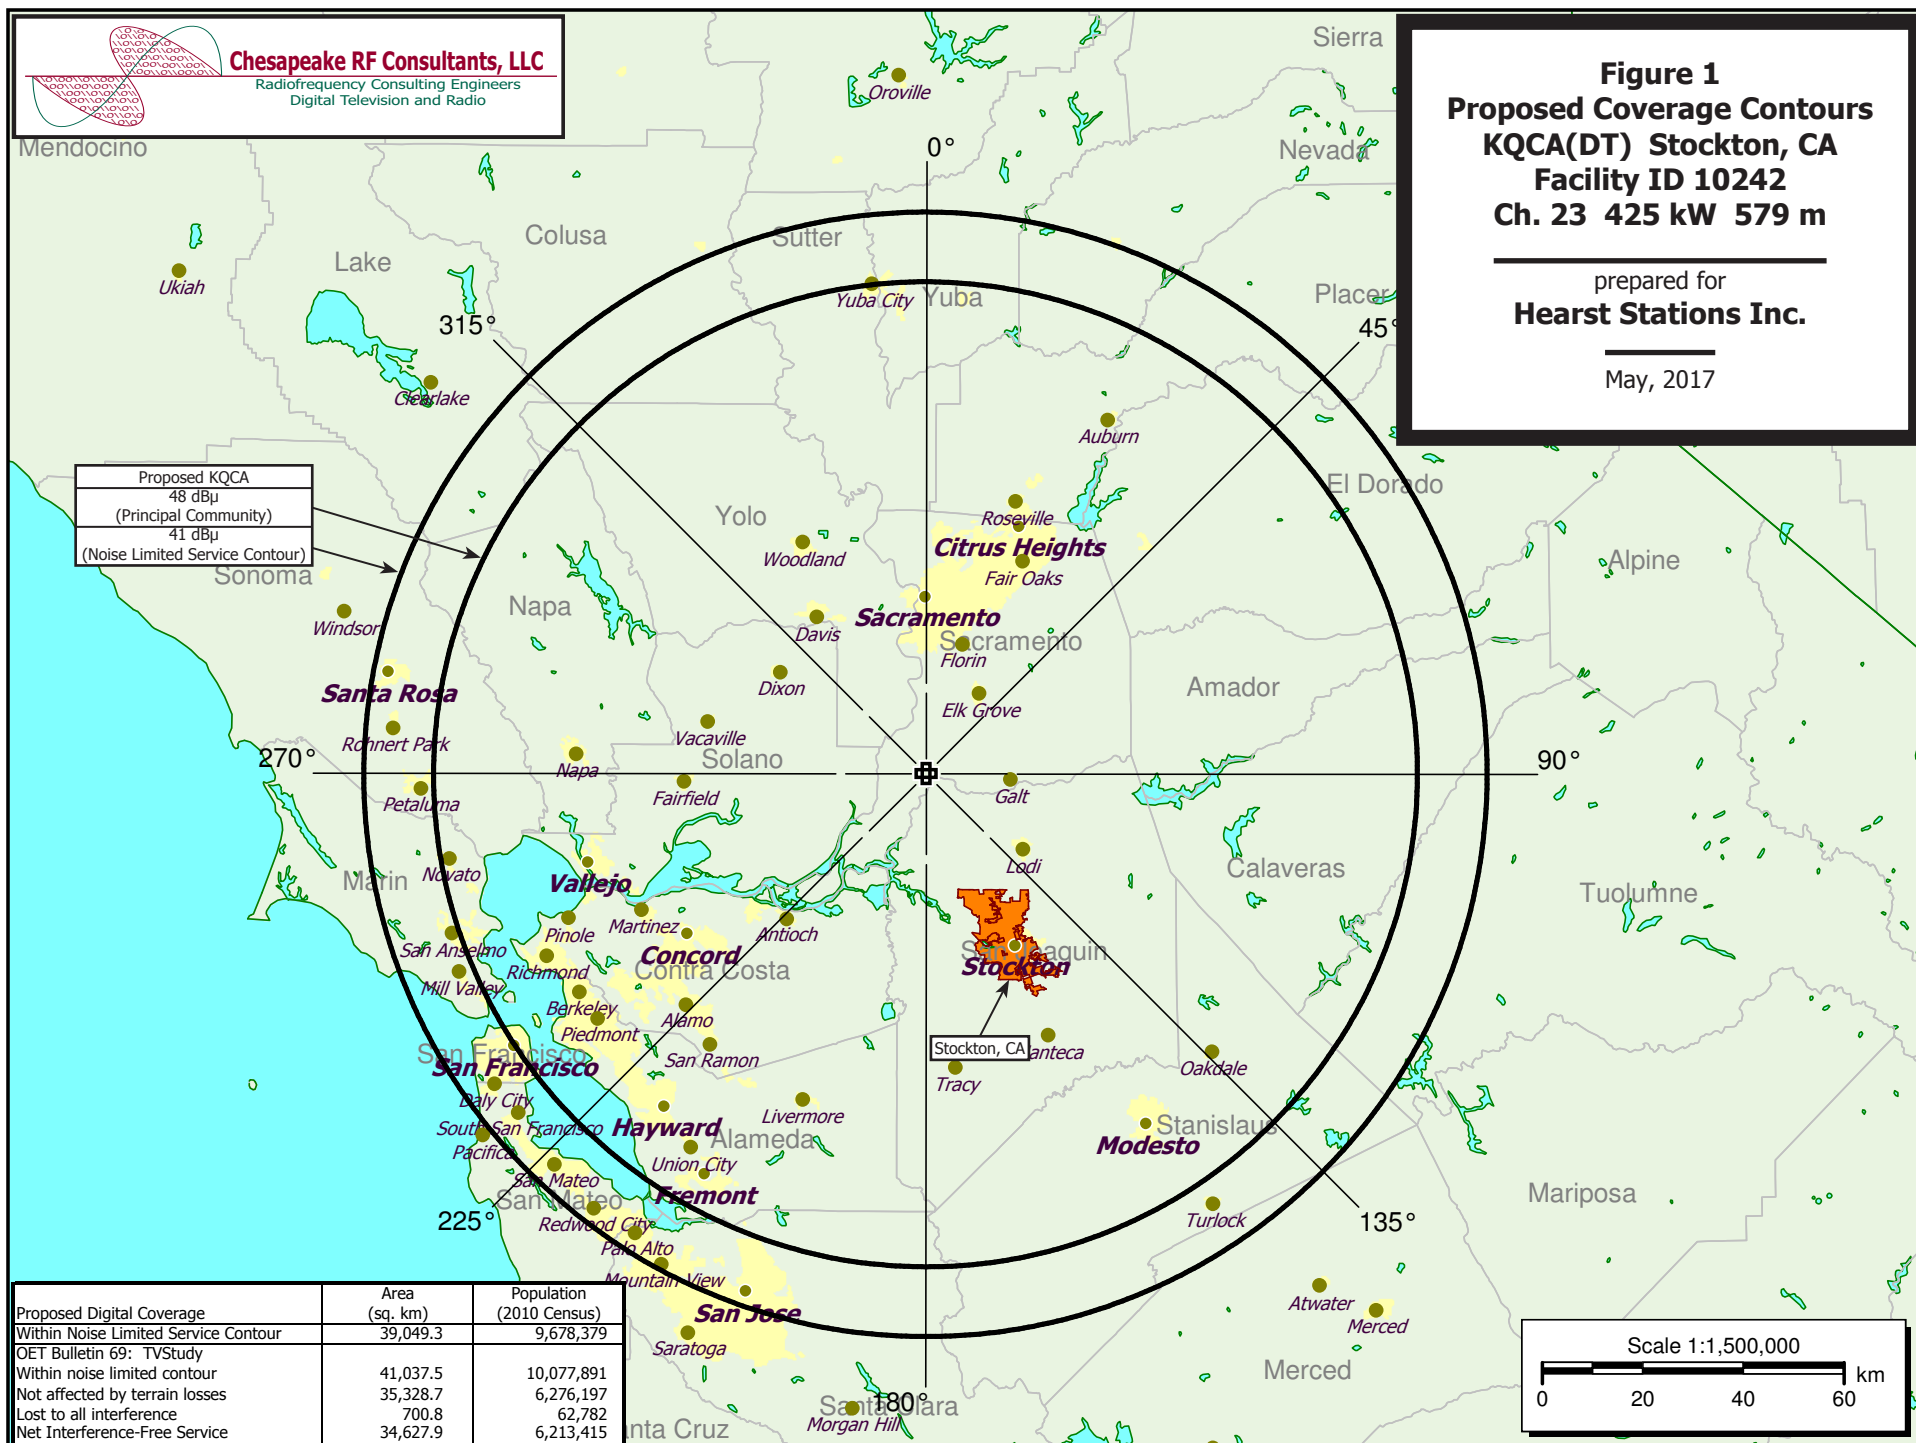 Chesapeake RF Consultants, LLC
Radiofrequency Consulting Engineers
Digital Television and Radio
Figure 1
Proposed Coverage Contours
KQCA(DT) Stockton, CA
Facility ID 10242
Ch. 23 425 kW 579 m
prepared for
Hearst Stations Inc.
May, 2017
Sierra
Oroville
Mendocino
0°
Nevada
Colusa
Sutter
Lake
Ukiah
Yuba City
Yuba
Placer
315°
45°
Clearlake
Auburn
Proposed KQCA
48 dBµ
(Principal Community)
41 dBµ
(Noise Limited Service Contour)
El Dorado
Yolo
Roseville
Woodland
Citrus Heights
Fair Oaks
Alpine
Sonoma
Napa
Windsor
Davis
Sacramento
Sacramento
Florin
Santa Rosa
Dixon
Elk Grove
Amador
Rohnert Park
Vacaville
270°
Napa
Solano
90°
Petaluma
Fairfield
Galt
Marin
Novato
Vallejo
Lodi
Calaveras
Tuolumne
San Anselmo
Pinole
Martinez
Antioch
Concord
San Joaquin
Stockton
Richmond
Contra Costa
Mill Valley
Berkeley
Alamo
Piedmont
San Ramon
Stockton, CA
anteca
San Francisco
San Francisco
Oakdale
Tracy
Daly City
Livermore
South San Francisco
Hayward
Alameda
Stanislaus
Modesto
Pacifica
Union City
San Mateo
Fremont
San Mateo
Mariposa
225°
Redwood City
Turlock
135°
Palo Alto
Mountain View
San Jose
Atwater
Merced
Saratoga
Merced
Santa Clara
180°
Morgan Hill
nta Cruz
Proposed Digital Coverage Area (sq. km) Population (2010 Census)
Within Noise Limited Service Contour 39,049.3 9,678,379
OET Bulletin 69: TVStudy
Within noise limited contour 41,037.5 10,077,891
Not affected by terrain losses 35,328.7 6,276,197
Lost to all interference 700.8 62,782
Net Interference-Free Service 34,627.9 6,213,415
Scale 1:1,500,000
km
0 20 40 60